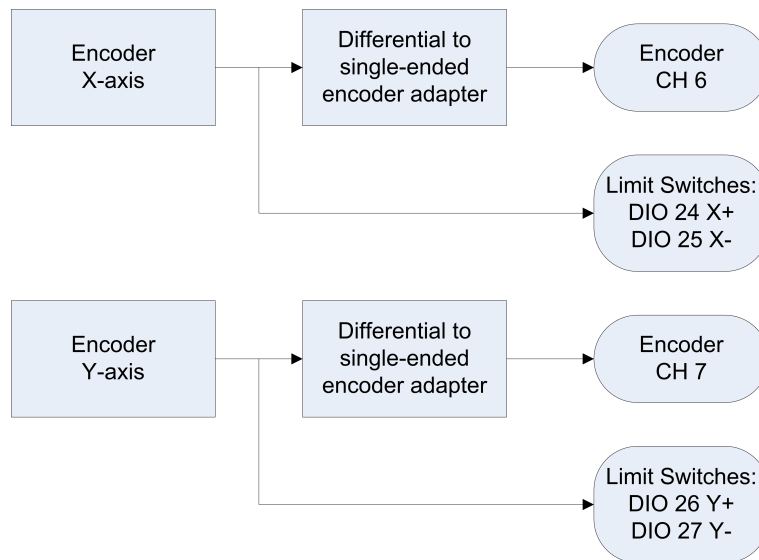 Encoder
X-axis
Differential to
single-ended
encoder adapter
Encoder
CH 6
Limit Switches:
DIO 24 X+
DIO 25 X-
Encoder
Y-axis
Differential to
single-ended
encoder adapter
Encoder
CH 7
Limit Switches:
DIO 26 Y+
DIO 27 Y-